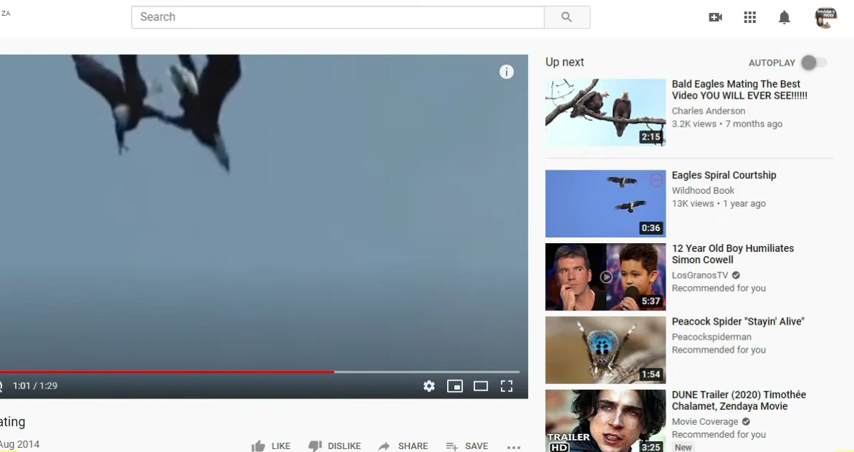 ZA
Search
Up next
AUTOPLAY
Bald Eagles Mating The Best
Video YOU WILL EVER SEE!!!!!!
Charles Anderson
3.2K views • 7 months ago
2:15
Eagles Spiral Courtship
Wildhood Book
13K views • 1 year ago
0:36
12 Year Old Boy Humiliates
Simon Cowell
LosGranosTV
Recommended for you
5:37
Peacock Spider "Stayin' Alive"
Peacockspiderman
Recommended for you
1:54
DUNE Trailer (2020) Timothée
Chalamet, Zendaya Movie
Movie Coverage
Recommended for you
New
TRAILER
HD
3:25
1:01 / 1:29
ating
Aug 2014
LIKE DISLIKE SHARE SAVE